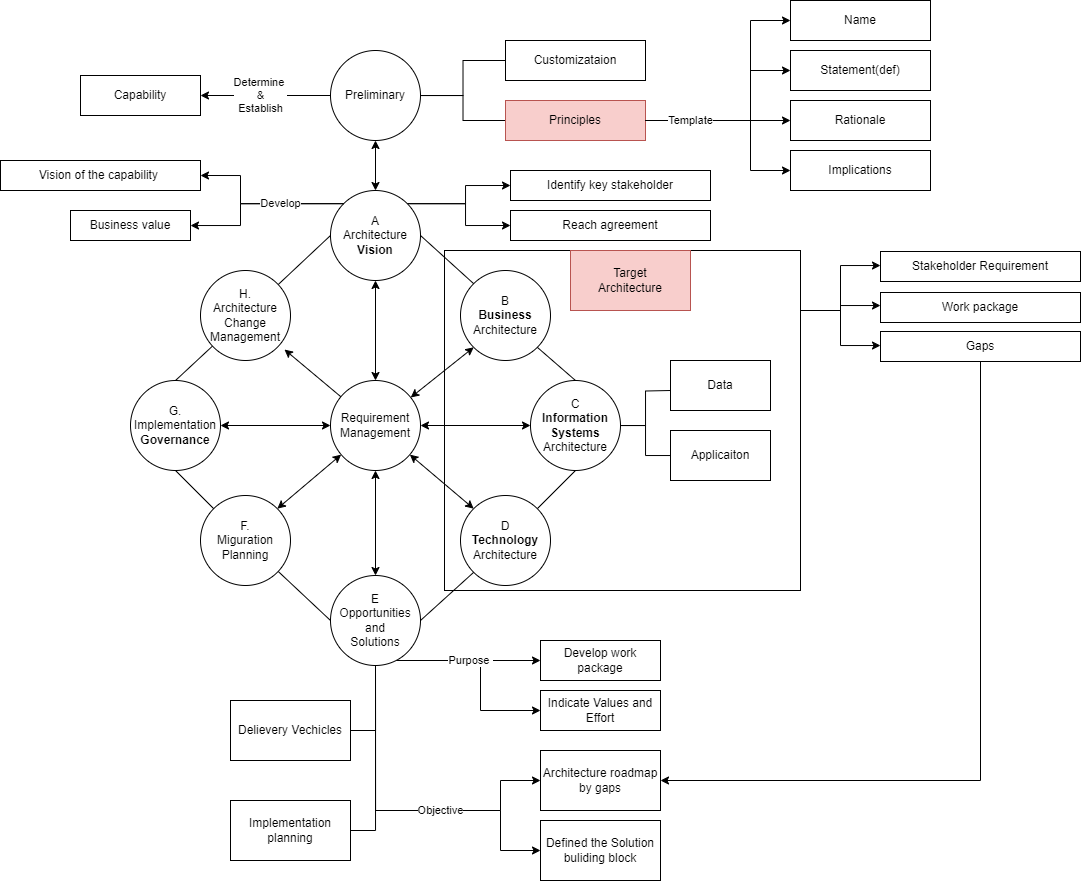 Name
Customizataion
Statement(def)
Capability
Determine
&
Establish
Preliminary
Principles
Template
Rationale
Implications
Vision of the capability
Business value
Develop
A
Architecture
Vision
Identify key stakeholder
Reach agreement
Target
Architecture
Stakeholder Requirement
Work package
Gaps
H.
Architecture
Change
Management
B
Business
Architecture
G.
Implementation
Governance
Requirement
Management
C
Information
Systems
Architecture
Data
Applicaiton
F.
Miguration
Planning
D
Technology
Architecture
E
Opportunities
and
Solutions
Purpose
Develop work
package
Indicate Values and
Effort
Delievery Vechicles
Implementation
planning
Objective
Architecture roadmap
by gaps
Defined the Solution
buliding block